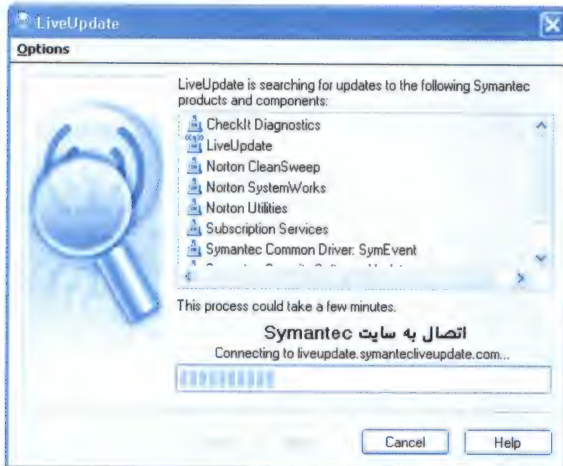 LiveUpdate
Options
LiveUpdate is searching for updates to the following Symantec
products and components:
CheckIt Diagnostics
LiveUpdate
Norton CleanSweep
Norton SystemWorks
Norton Utilities
Subscription Services
Symantec Common Driver: SymEvent
This process could take a few minutes.
اتصال به سایت Symantec
Connecting to liveupdate.symantecliveupdate.com...
Cancel
Help